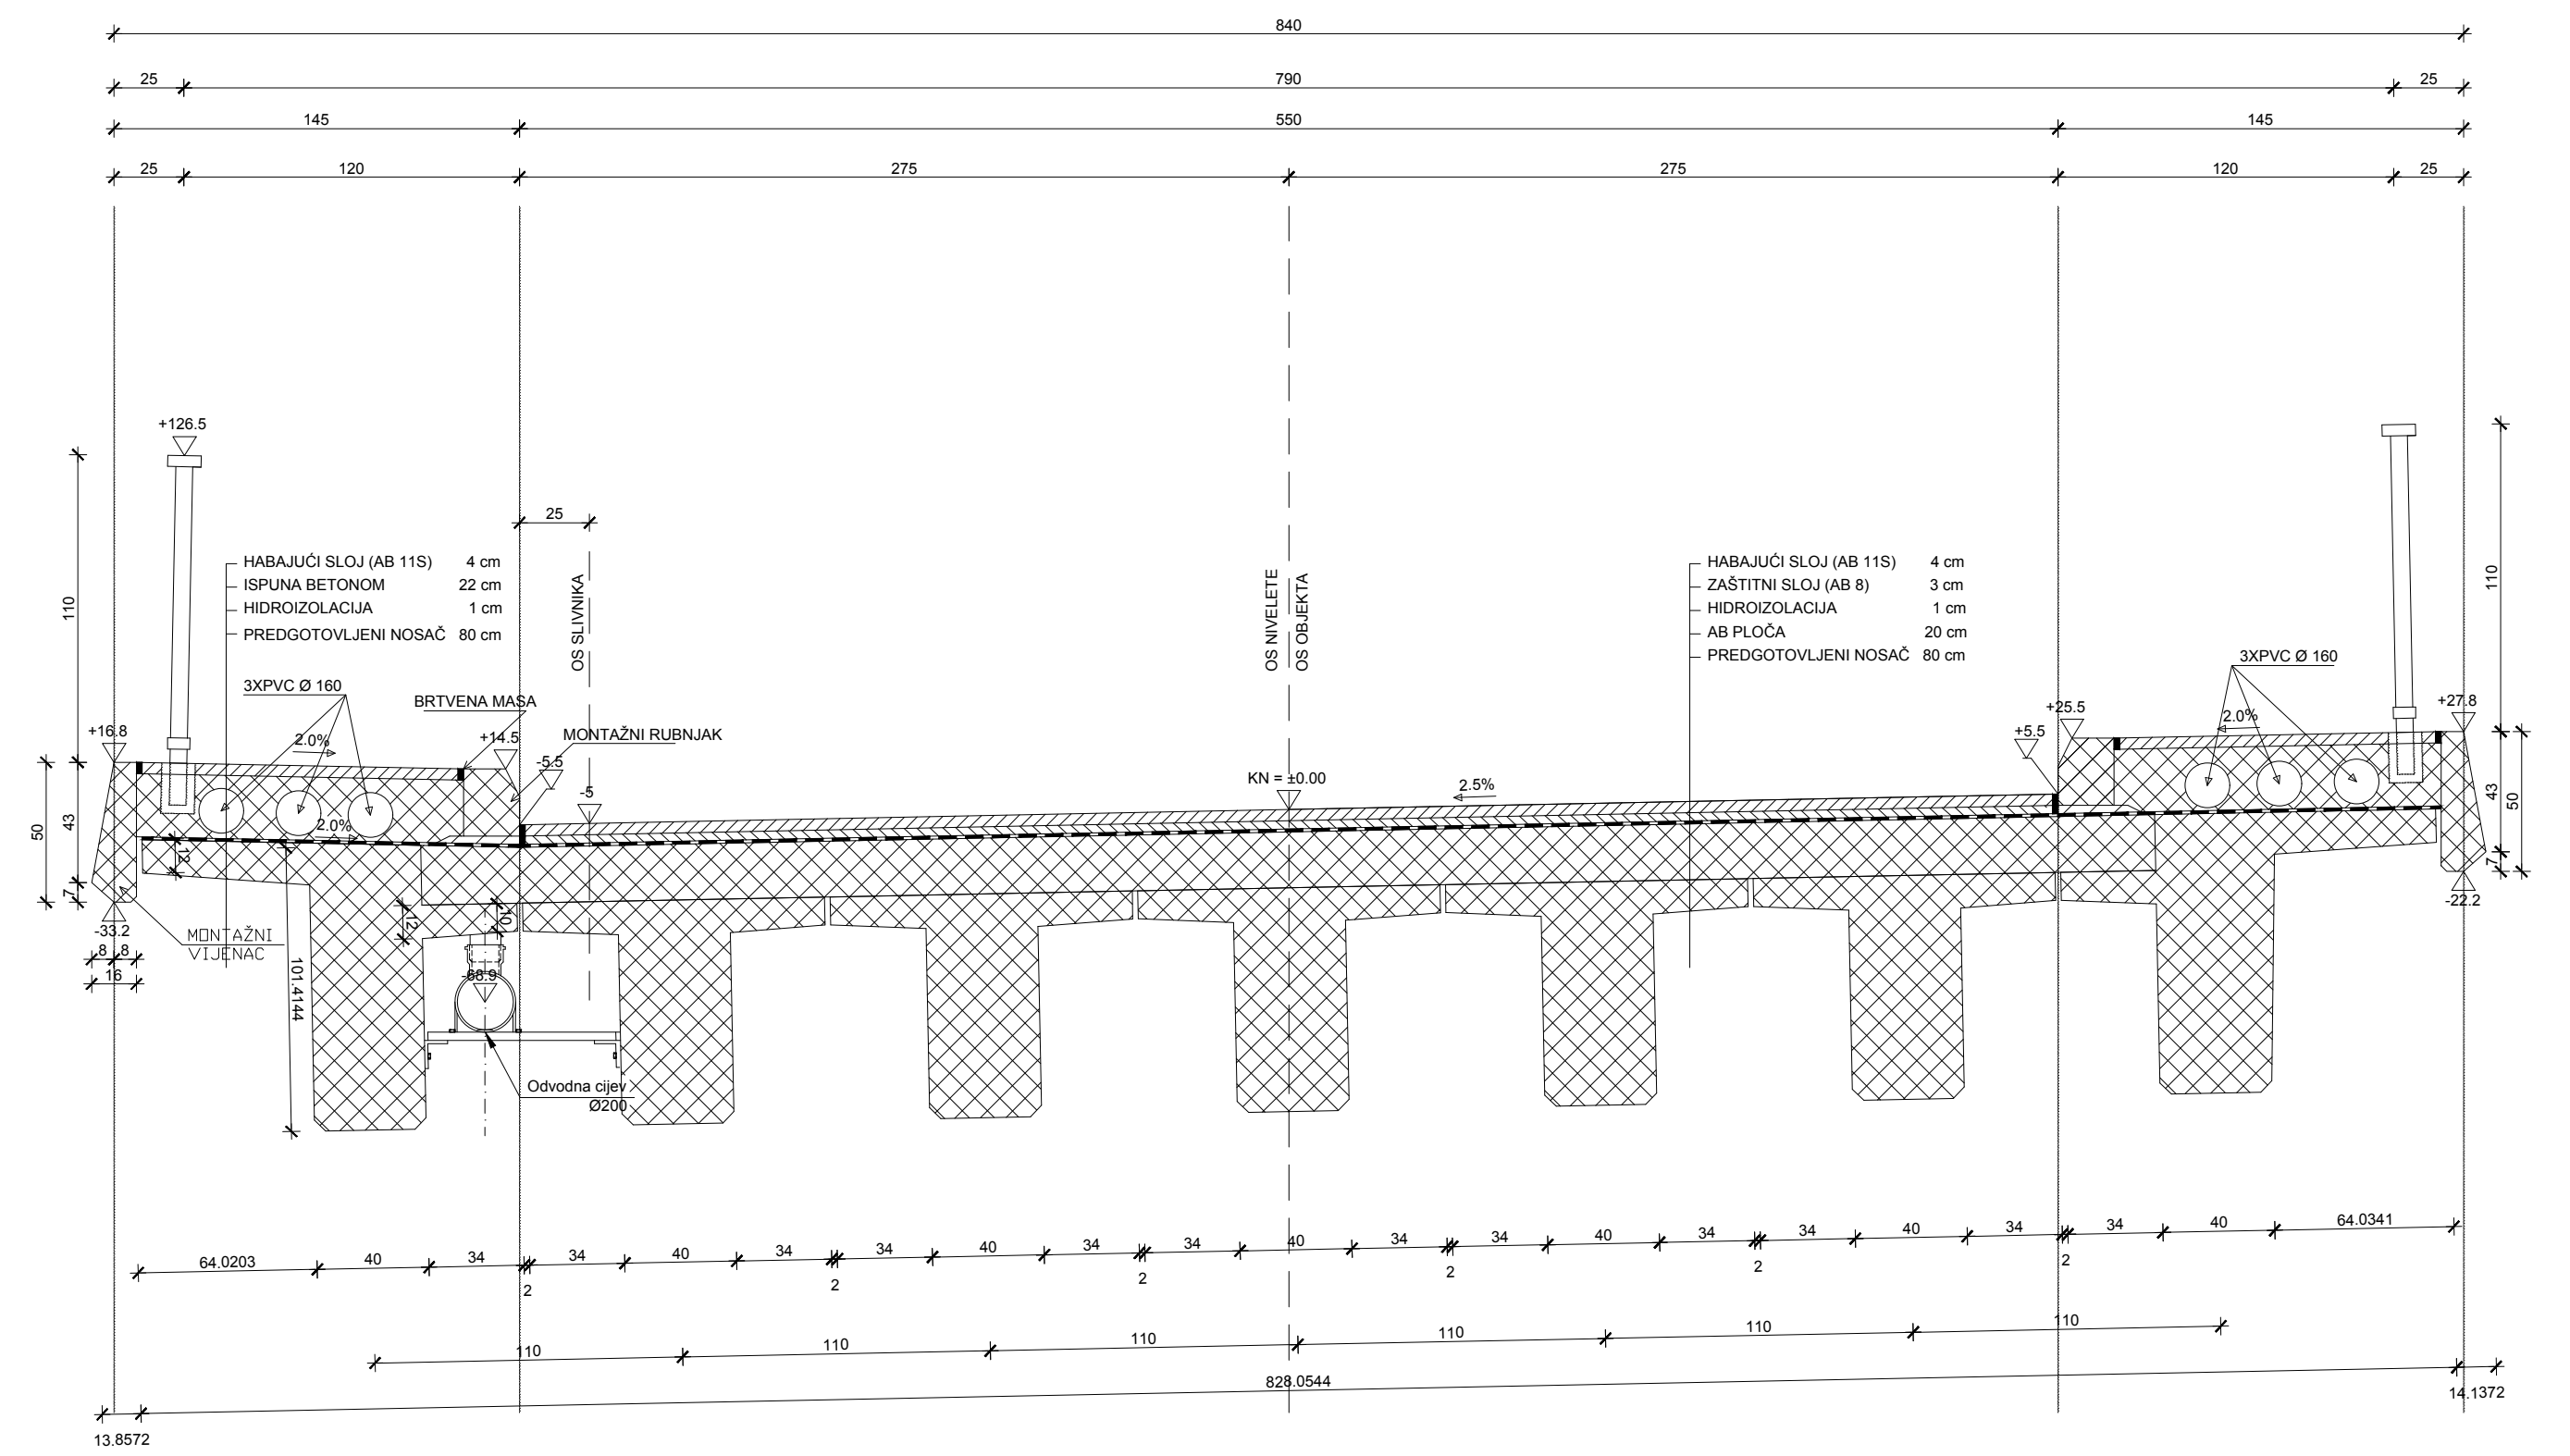 840
25 790 25
145 550 145
25 120 275 275 120 25
+126.5
25
110
110
OS SLIVNIKA
OS NIVELETE
OS OBJEKTA
HABAJUĆI SLOJ (AB 11S) 4 cm
ISPUNA BETONOM 22 cm
HIDROIZOLACIJA 1 cm
PREDGOTOVLJENI NOSAČ 80 cm
HABAJUĆI SLOJ (AB 11S) 4 cm
ZAŠTITNI SLOJ (AB 8) 3 cm
HIDROIZOLACIJA 1 cm
AB PLOČA 20 cm
PREDGOTOVLJENI NOSAČ 80 cm
3XPVC Ø 160
3XPVC Ø 160
BRTVENA MASA
MONTAŽNI RUBNJAK
+16.8
2.0%
+14.5
-5.5
-5
KN = ±0.00
2.5%
+5.5
+25.5
2.0%
+27.8
50
43
7
2.0%
12
43
50
7
12
10
-33.2
-22.2
MONTAŽNI
VIJENAC
8 8
16
101.4144
-68.9
Odvodna cijev
Ø200
64.0203 40 34 34 40 34 34 40 34 34 40 34 34 40 34 34 40 34 34 40 64.0341
2 2 2 2 2 2
110 110 110 110 110 110
828.0544
13.8572
14.1372